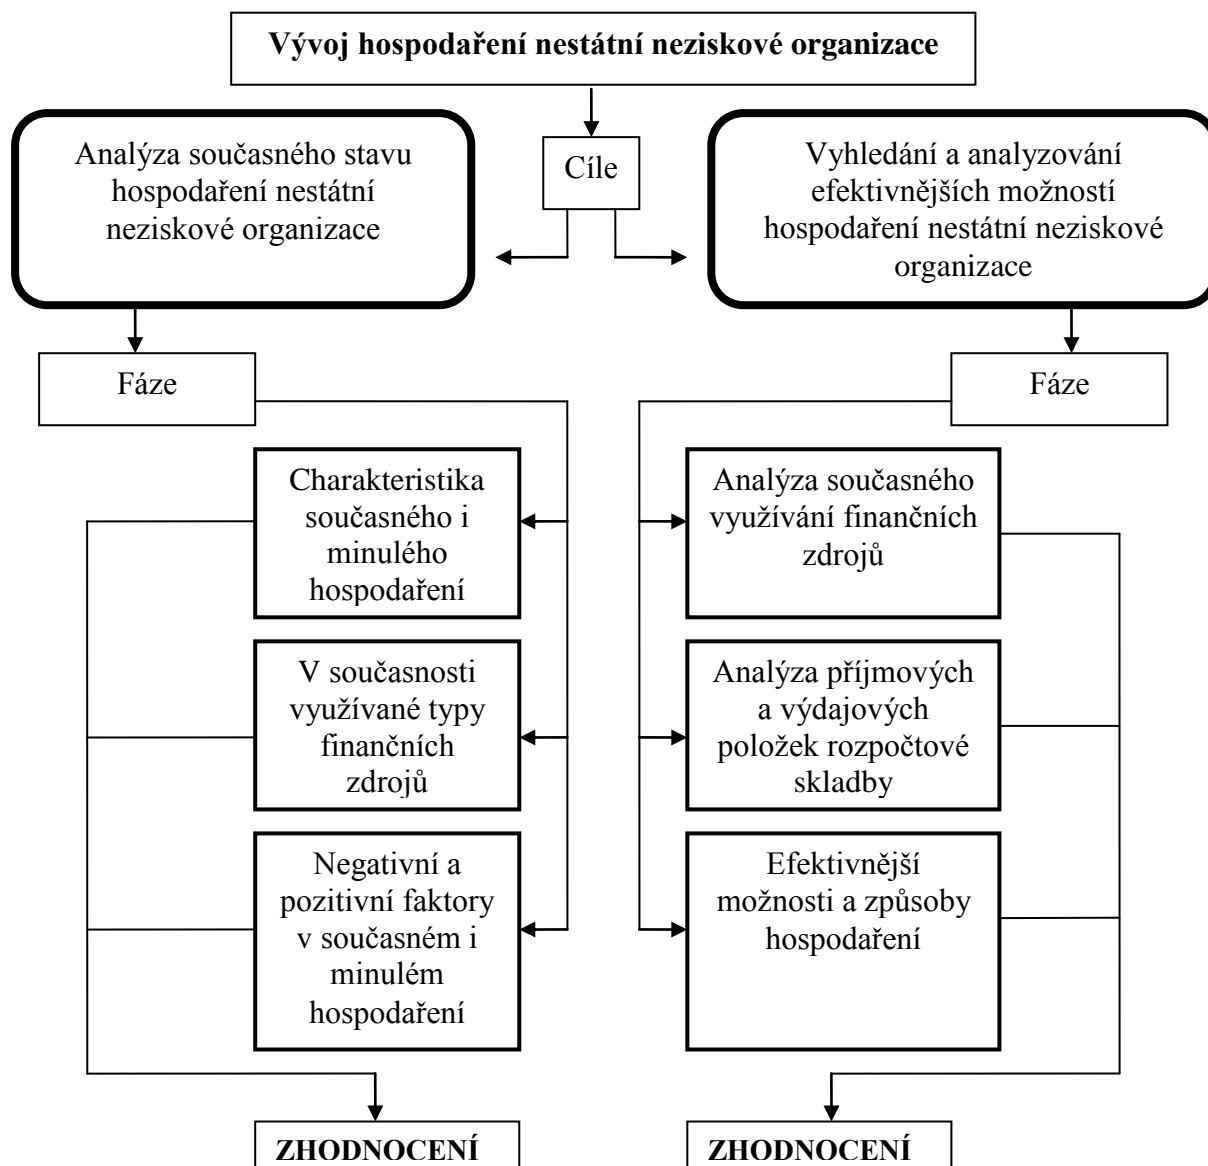 Vývoj hospodaření nestátní neziskové organizace
Analýza současného stavu
hospodaření nestátní
neziskové organizace
Cíle
Vyhledání a analyzování
efektivnějších možností
hospodaření nestátní neziskové
organizace
Fáze
Fáze
Charakteristika
současného i
minulého
hospodaření
Analýza současného
využívání finančních
zdrojů
V současnosti
využívané typy
finančních
zdrojů
Analýza příjmových
a výdajových
položek rozpočtové
skladby
Negativní a
pozitivní faktory
v současném i
minulém
hospodaření
Efektivnější
možnosti a způsoby
hospodaření
ZHODNOCENÍ
ZHODNOCENÍ